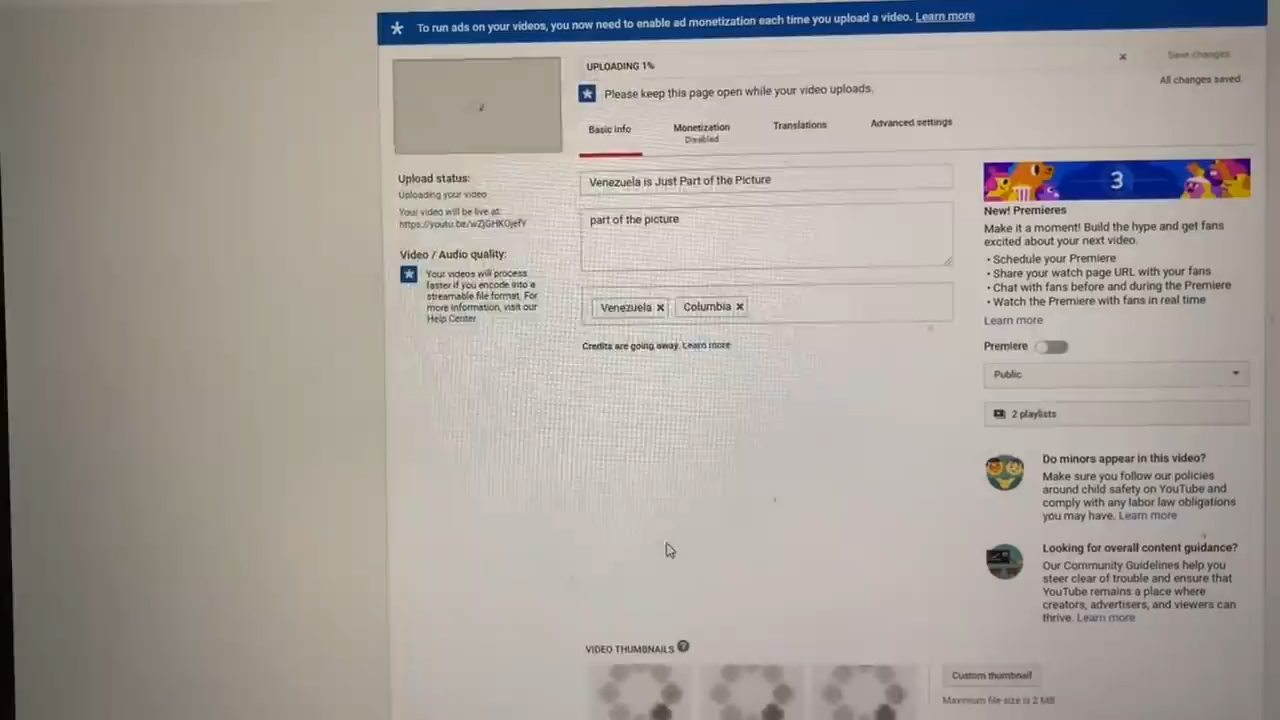 To run ads on your videos, you now need to enable ad monetization each time you upload a video. Learn more
UPLOADING 1%
Save changes
Please keep this page open while your video uploads.
All changes saved.
Basic info
Monetization
Disabled
Translations
Advanced settings
Upload status:
Uploading your video
Your video will be live at:
Video / Audio quality:
Your videos will process
faster if you encode into a
streamable file format. For
more information, visit our
Help Center
Venezuela is Just Part of the Picture
part of the picture
Venezuela
Columbia
Credits are going away. Learn more
3
New! Premieres
Make it a moment! Build the hype and get fans
excited about your next video.
• Schedule your Premiere
• Share your watch page URL with your fans
• Chat with fans before and during the Premiere
• Watch the Premiere with fans in real time
Learn more
Premiere
Public
2 playlists
Do minors appear in this video?
Make sure you follow our policies
around child safety on YouTube and
comply with any labor law obligations
you may have. Learn more
Looking for overall content guidance?
Our Community Guidelines help you
steer clear of trouble and ensure that
YouTube remains a place where
creators, advertisers, and viewers can
thrive. Learn more
VIDEO THUMBNAILS ?
Custom thumbnail
Maximum file size is 2 MB